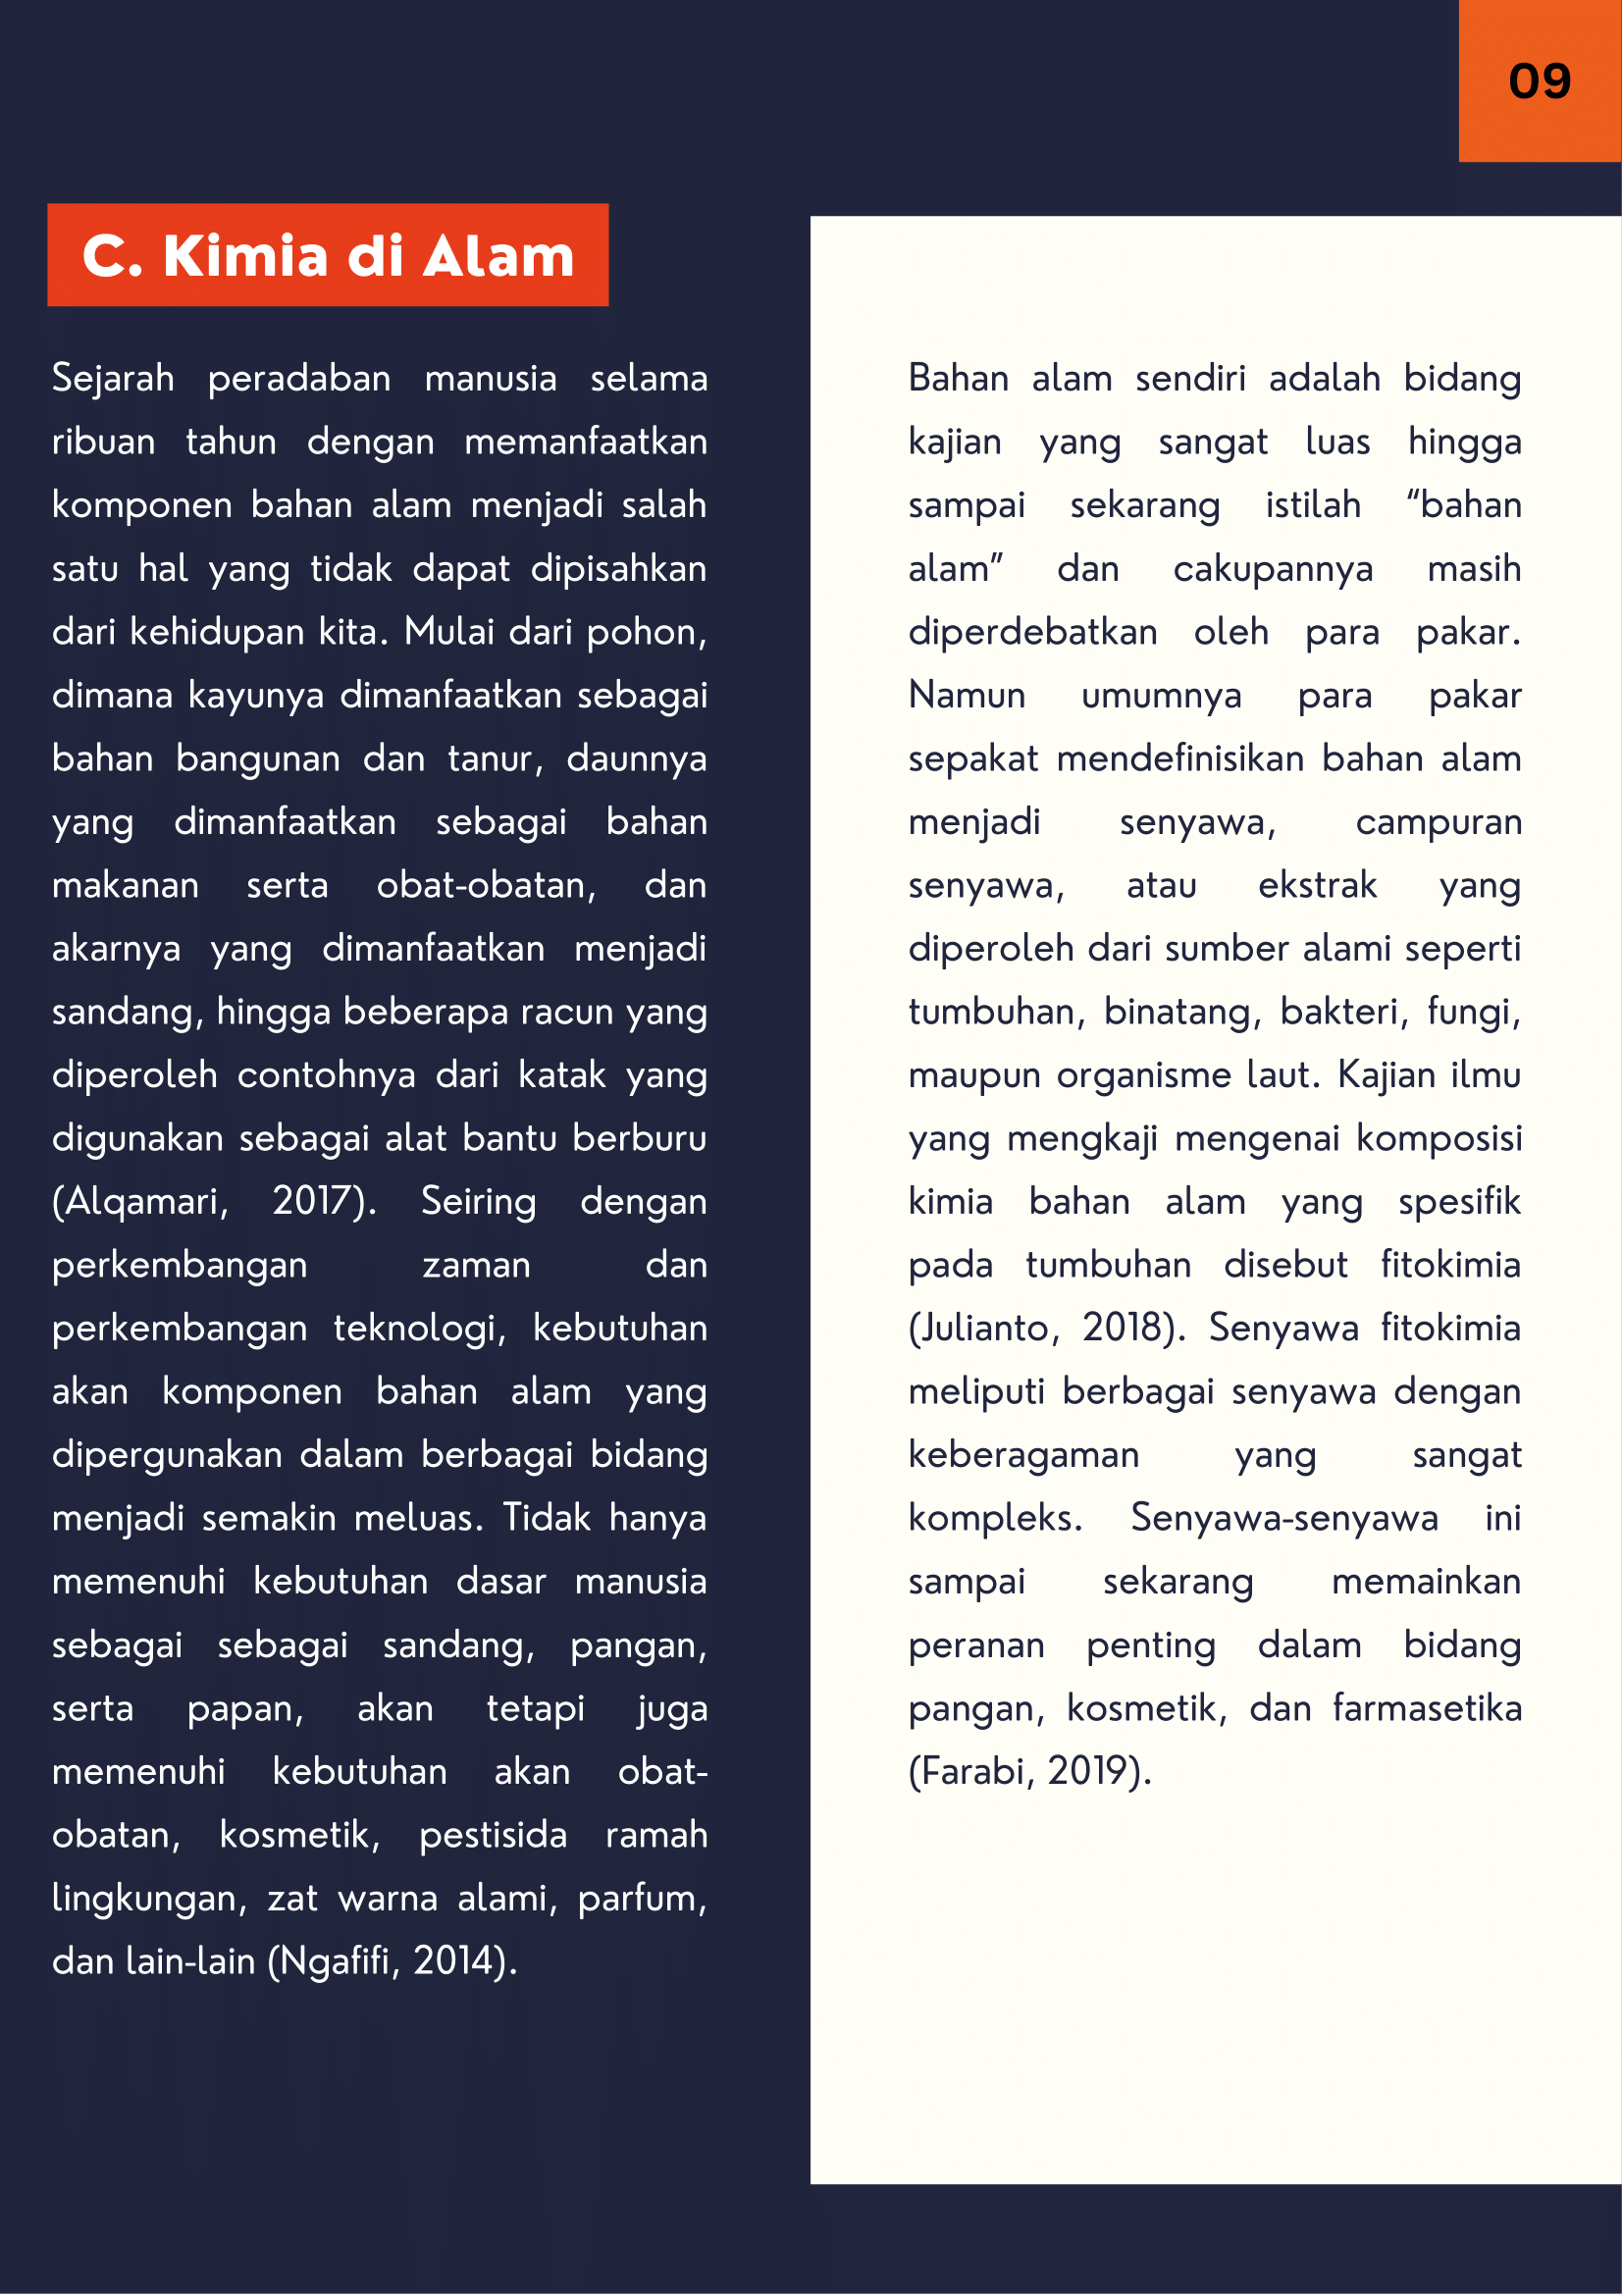 09
C. Kimia di Alam
Sejarah peradaban manusia selama
ribuan tahun dengan memanfaatkan
komponen bahan alam menjadi salah
satu hal yang tidak dapat dipisahkan
dari kehidupan kita. Mulai dari pohon,
dimana kayunya dimanfaatkan sebagai
bahan bangunan dan tanur, daunnya
yang dimanfaatkan sebagai bahan
makanan serta obat-obatan, dan
akarnya yang dimanfaatkan menjadi
sandang, hingga beberapa racun yang
diperoleh contohnya dari katak yang
digunakan sebagai alat bantu berburu
(Alqamari, 2017). Seiring dengan
perkembangan zaman dan
perkembangan teknologi, kebutuhan
akan komponen bahan alam yang
dipergunakan dalam berbagai bidang
menjadi semakin meluas. Tidak hanya
memenuhi kebutuhan dasar manusia
sebagai sebagai sandang, pangan,
serta papan, akan tetapi juga
memenuhi kebutuhan akan obat-
obatan, kosmetik, pestisida ramah
lingkungan, zat warna alami, parfum,
dan lain-lain (Ngafifi, 2014).
Bahan alam sendiri adalah bidang
kajian yang sangat luas hingga
sampai sekarang istilah “bahan
alam” dan cakupannya masih
diperdebatkan oleh para pakar.
Namun umumnya para pakar
sepakat mendefinisikan bahan alam
menjadi senyawa, campuran
senyawa, atau ekstrak yang
diperoleh dari sumber alami seperti
tumbuhan, binatang, bakteri, fungi,
maupun organisme laut. Kajian ilmu
yang mengkaji mengenai komposisi
kimia bahan alam yang spesifik
pada tumbuhan disebut fitokimia
(Julianto, 2018). Senyawa fitokimia
meliputi berbagai senyawa dengan
keberagaman yang sangat
kompleks. Senyawa-senyawa ini
sampai sekarang memainkan
peranan penting dalam bidang
pangan, kosmetik, dan farmasetika
(Farabi, 2019).